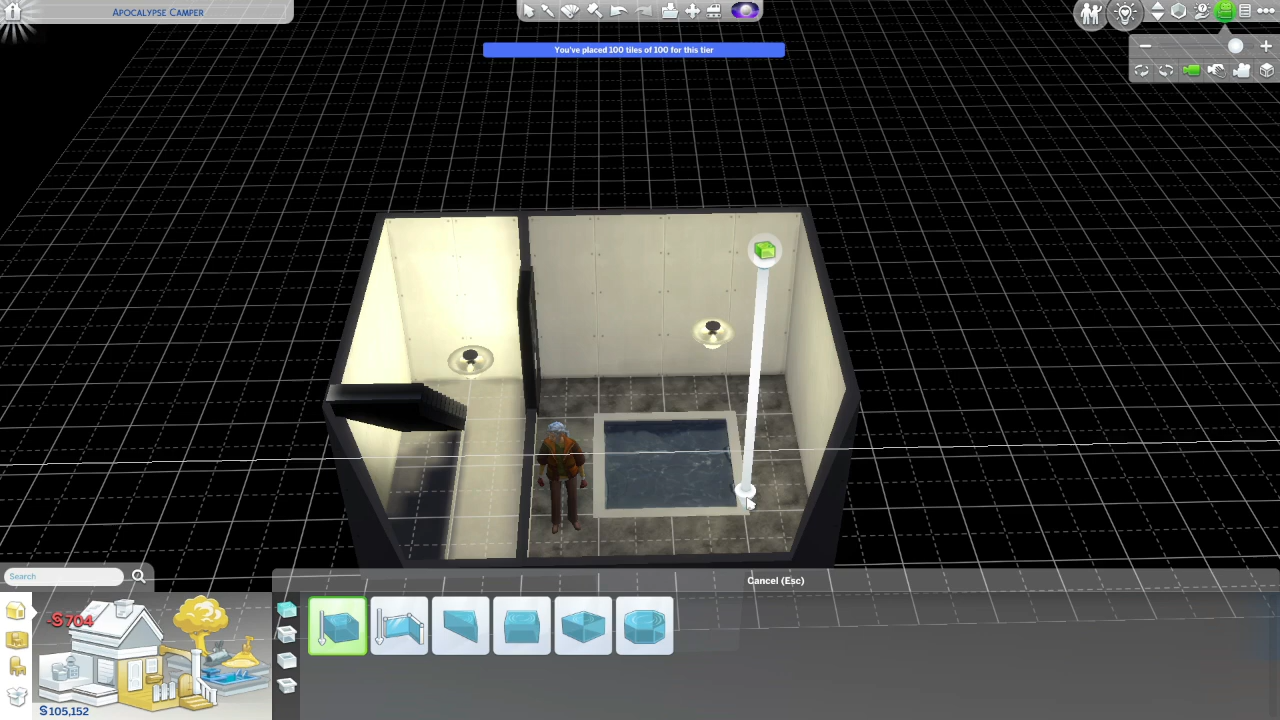 APOCALYPSE CAMPER
You've placed 100 tiles of 100 for this tier
Cancel (Esc)
Search
-§704
§105,152